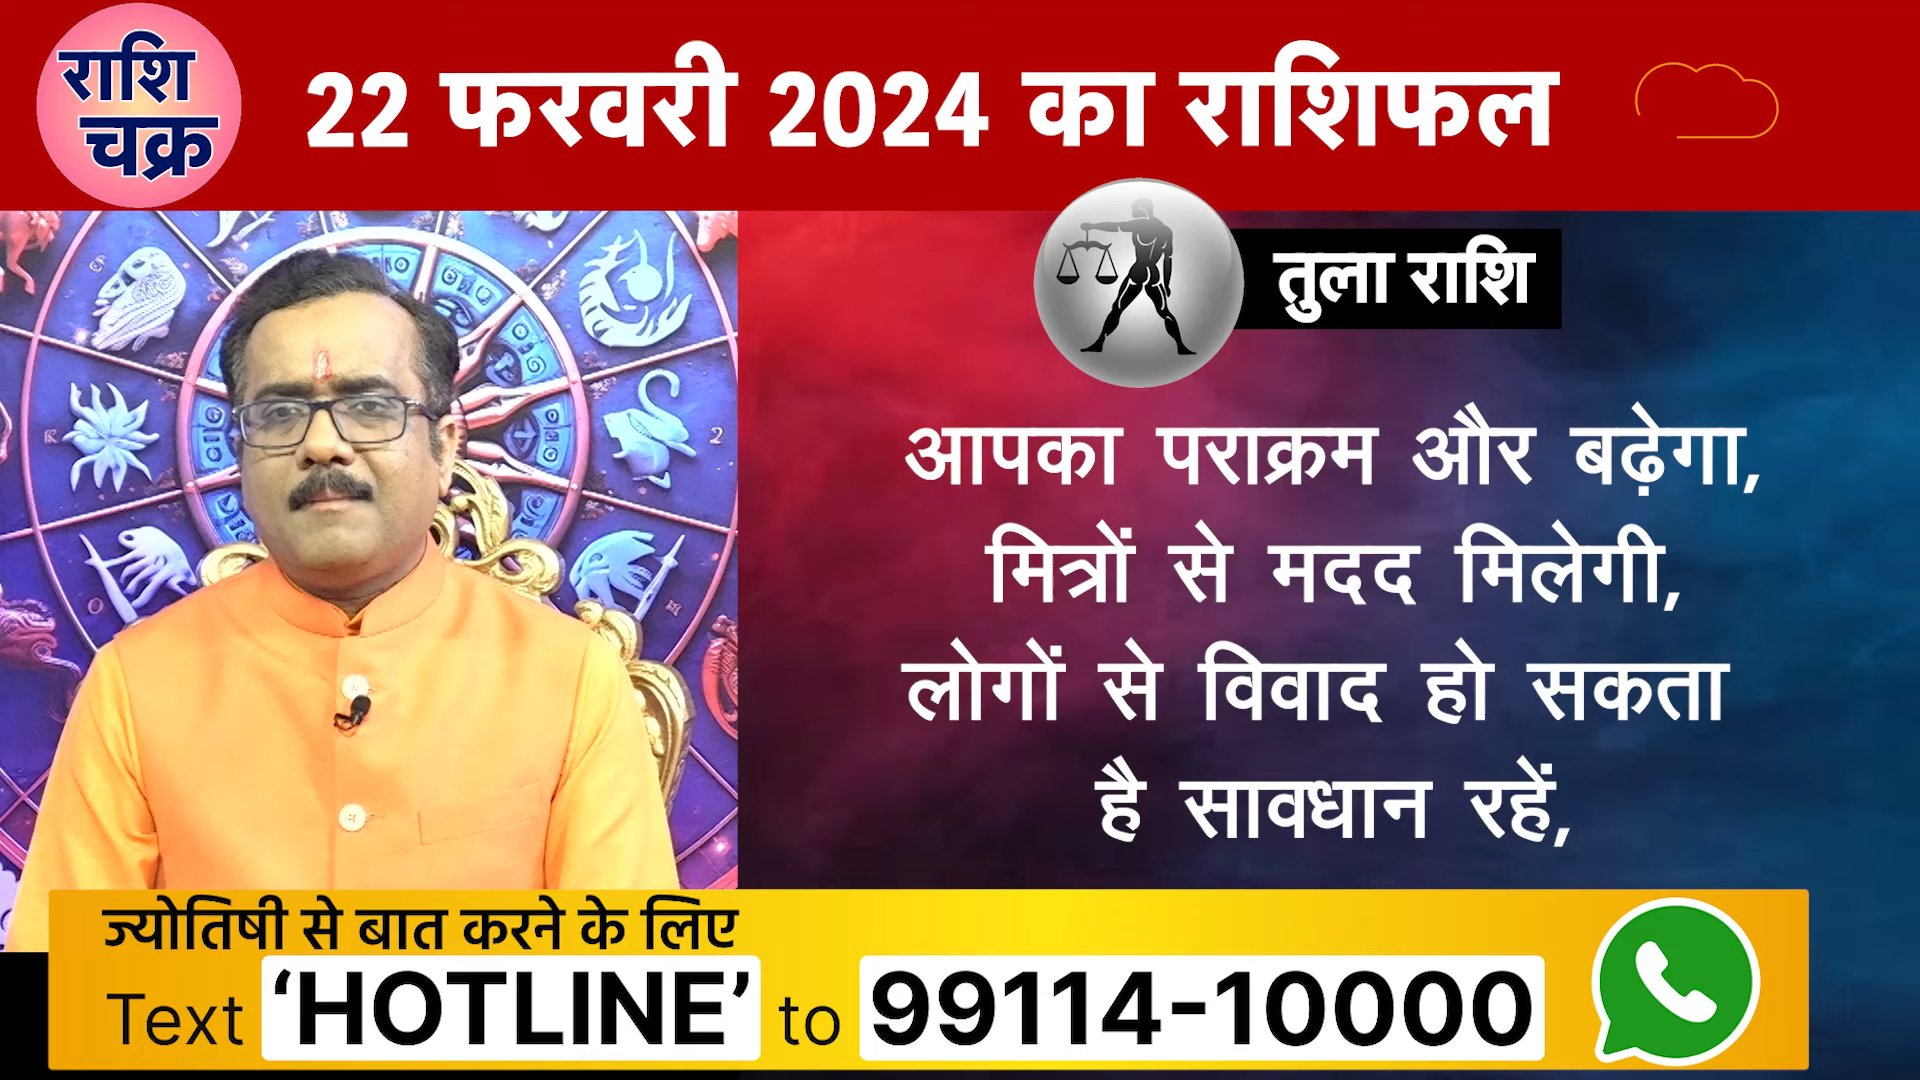 राशि
चक्र
22 फरवरी 2024 का राशिफल
तुला राशि
आपका पराक्रम और बढ़ेगा,
मित्रों से मदद मिलेगी,
लोगों से विवाद हो सकता
है सावधान रहें,
ज्योतिषी से बात करने के लिए
Text ‘HOTLINE’ to 99114-10000